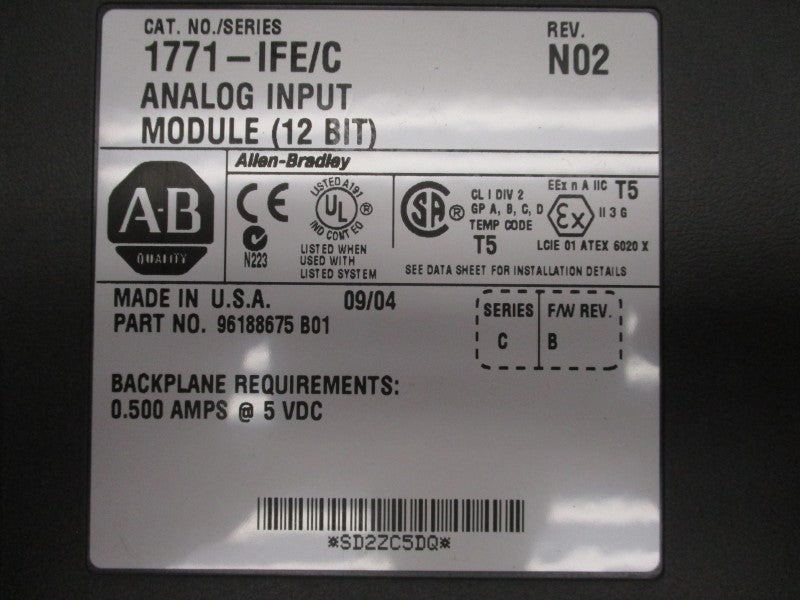 CAT. NO./SERIES
REV.
1771-IFE/C
N02
ANALOG INPUT
MODULE (12 BIT)
Allen-Bradley
A-B
QUALITY
CE
N223
LISTED A197
UL
®
IND CONT EQ
LISTED WHEN
USED WITH
LISTED SYSTEM
SA ®
CL I DIV 2
GP A, B, C, D
TEMP CODE
T5
EEx n A IIC T5
Ex II 3 G
LCIE 01 ATEX 6020 X
SEE DATA SHEET FOR INSTALLATION DETAILS
MADE IN U.S.A. 09/04
PART NO. 96188675 B01
SERIES F/W REV.
C B
BACKPLANE REQUIREMENTS:
0.500 AMPS @ 5 VDC
*SD2ZC5DQ*